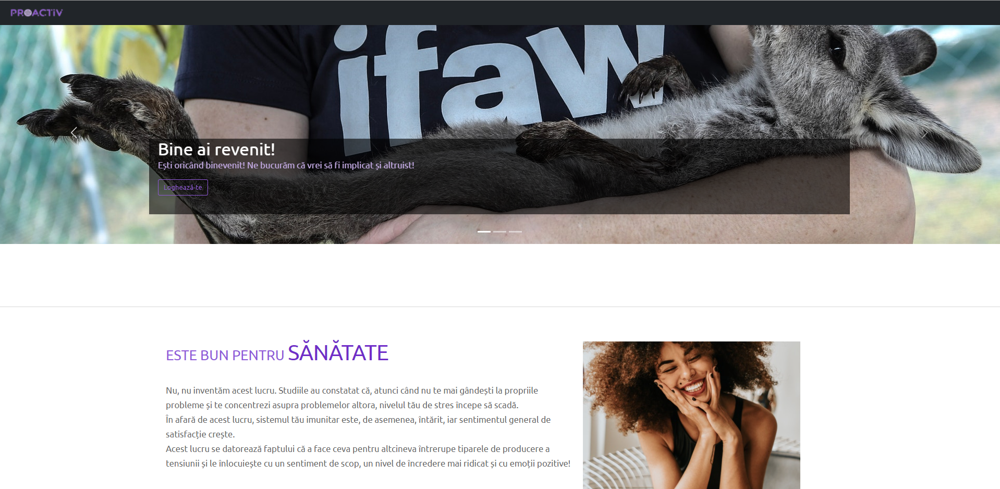 PROACTIV
ifaw
Bine ai revenit!
Ești oricând binevenit! Ne bucurăm că vrei să fi implicat și altruist!
Loghează-te
ESTE BUN PENTRU SĂNĂTATE
Nu, nu inventăm acest lucru. Studiile au constatat că, atunci când nu te mai gândești la propriile
probleme și te concentrezi asupra problemelor altora, nivelul tău de stres începe să scadă.
În afară de acest lucru, sistemul tău imunitar este, de asemenea, întărit, iar sentimentul general de
satisfacție crește.
Acest lucru se datorează faptului că a face ceva pentru altcineva întrerupe tiparele de producere a
tensiunii și le înlocuiește cu un sentiment de scop, un nivel de încredere mai ridicat și cu emoții pozitive!